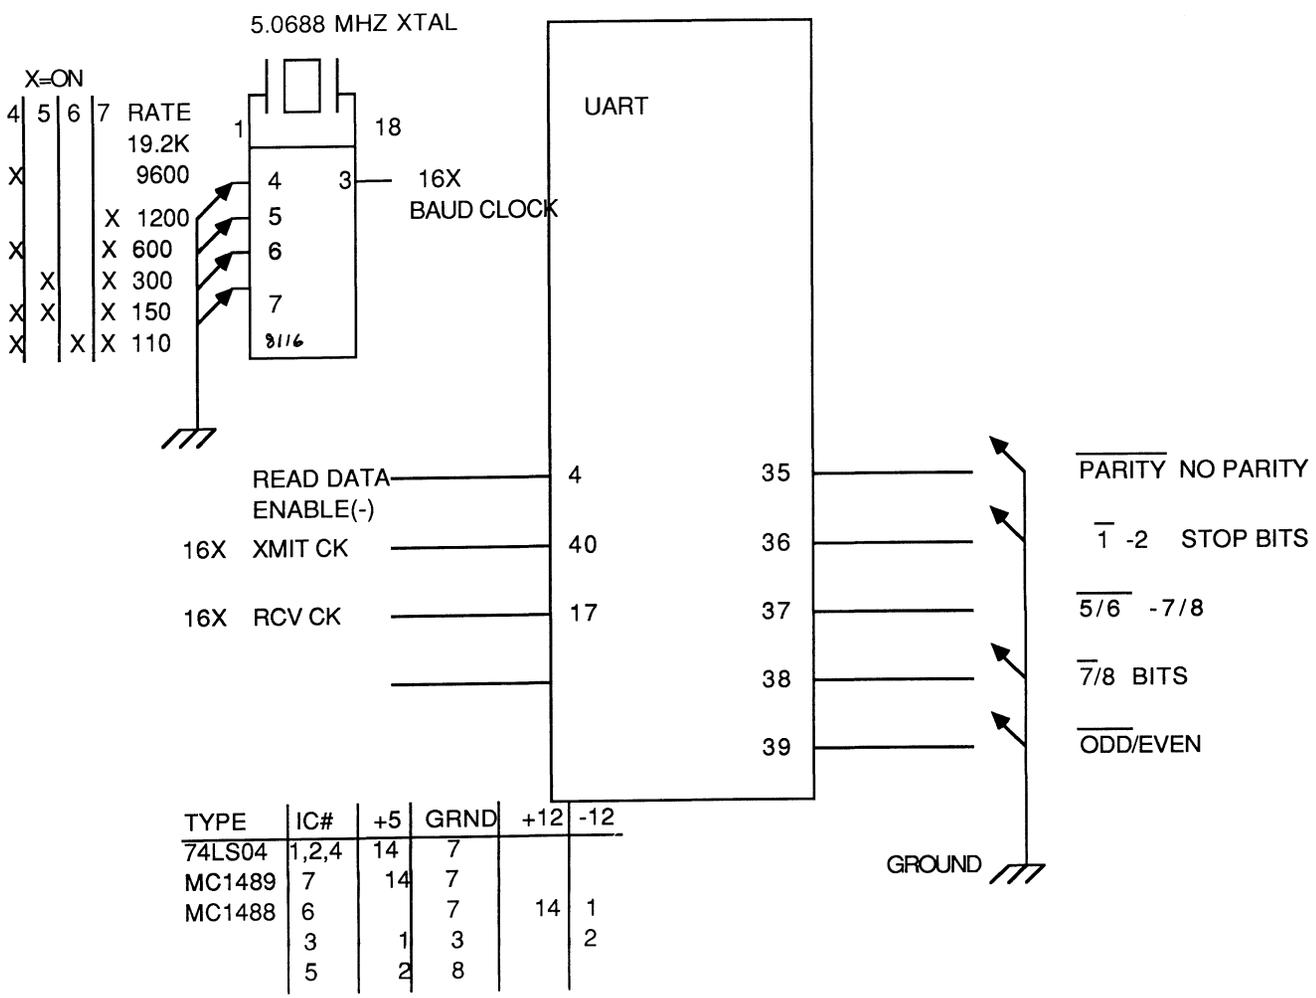 5.0688 MHZ XTAL
X=ON
4 5 6 7 RATE
19.2K
X 9600
X 1200
X X 600
X X 300
X X X 150
X X X 110
1 18
4 3 16X
BAUD CLOCK
5
6
7
8116
UART
READ DATA
ENABLE(-)
4
16X XMIT CK 40
16X RCV CK 17
35 PARITY NO PARITY
36 1 -2 STOP BITS
37 5/6 -7/8
38 7/8 BITS
39 ODD/EVEN
GROUND
TYPE IC# +5 GRND +12 -12
74LS04 1,2,4 14 7
MC1489 7 14 7
MC1488 6 7 14 1
3 1 3 2
5 2 8